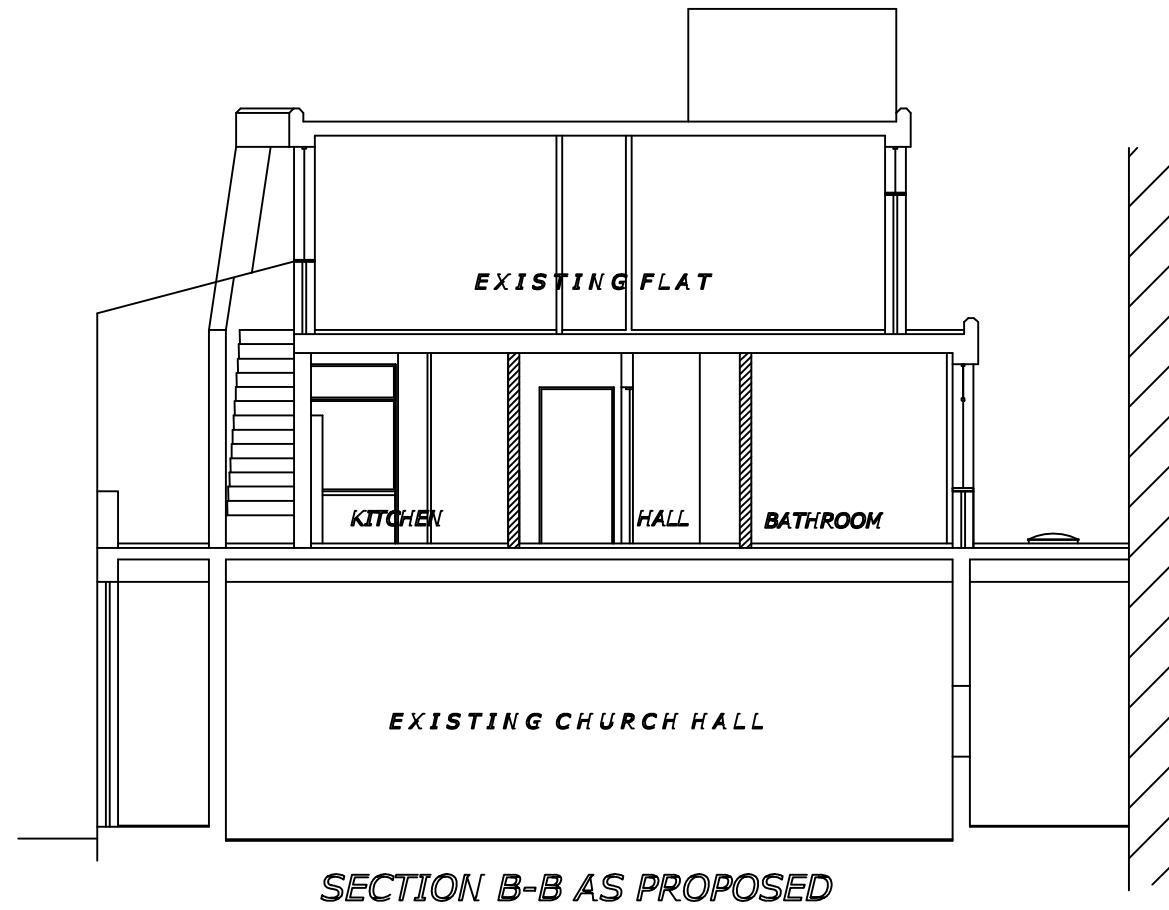 EXISTING FLAT
KITCHEN HALL BATHROOM
EXISTING CHURCH HALL
SECTION B-B AS PROPOSED